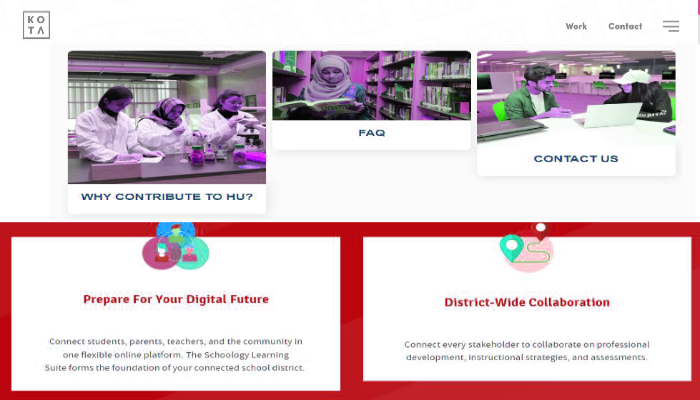 KO
TA
Work
Contact
WHY CONTRIBUTE TO HU?
FAQ
CONTACT US
Prepare For Your Digital Future
Connect students, parents, teachers, and the community in
one flexible online platform. The Schoology Learning
Suite forms the foundation of your connected school district.
District-Wide Collaboration
Connect every stakeholder to collaborate on professional
development, instructional strategies, and assessments.